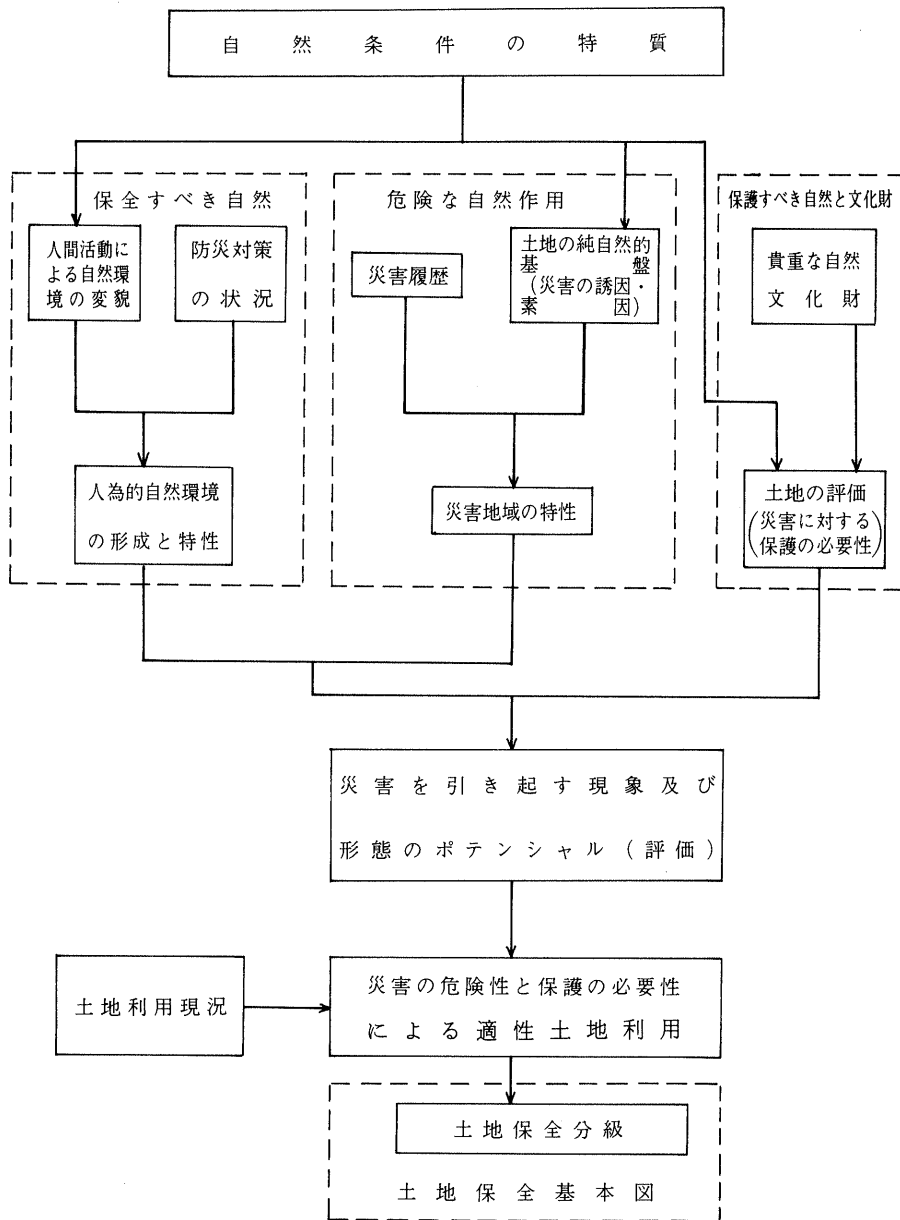 自然条件の特質
保全すべき自然
人間活動に
よる自然環
境の変貌
防災対策
の状況
人為的自然環境
の形成と特性
危険な自然作用
災害履歴
土地の純自然的
基盤
(災害の誘因・
素因)
災害地域の特性
保護すべき自然と文化財
貴重な自然
文化財
土地の評価
(災害に対する
保護の必要性)
災害を引き起す現象及び
形態のポテンシャル(評価)
土地利用現況
災害の危険性と保護の必要性
による適性土地利用
土地保全分級
土地保全基本図